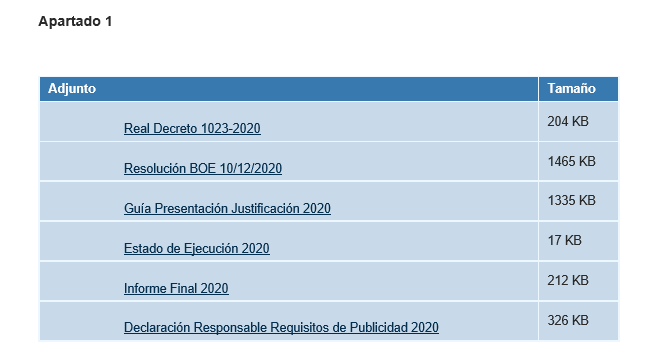 Apartado 1
Adjunto Tamaño
Real Decreto 1023-2020 204 KB
Resolución BOE 10/12/2020 1465 KB
Guía Presentación Justificación 2020 1335 KB
Estado de Ejecución 2020 17 KB
Informe Final 2020 212 KB
Declaración Responsable Requisitos de Publicidad 2020 326 KB